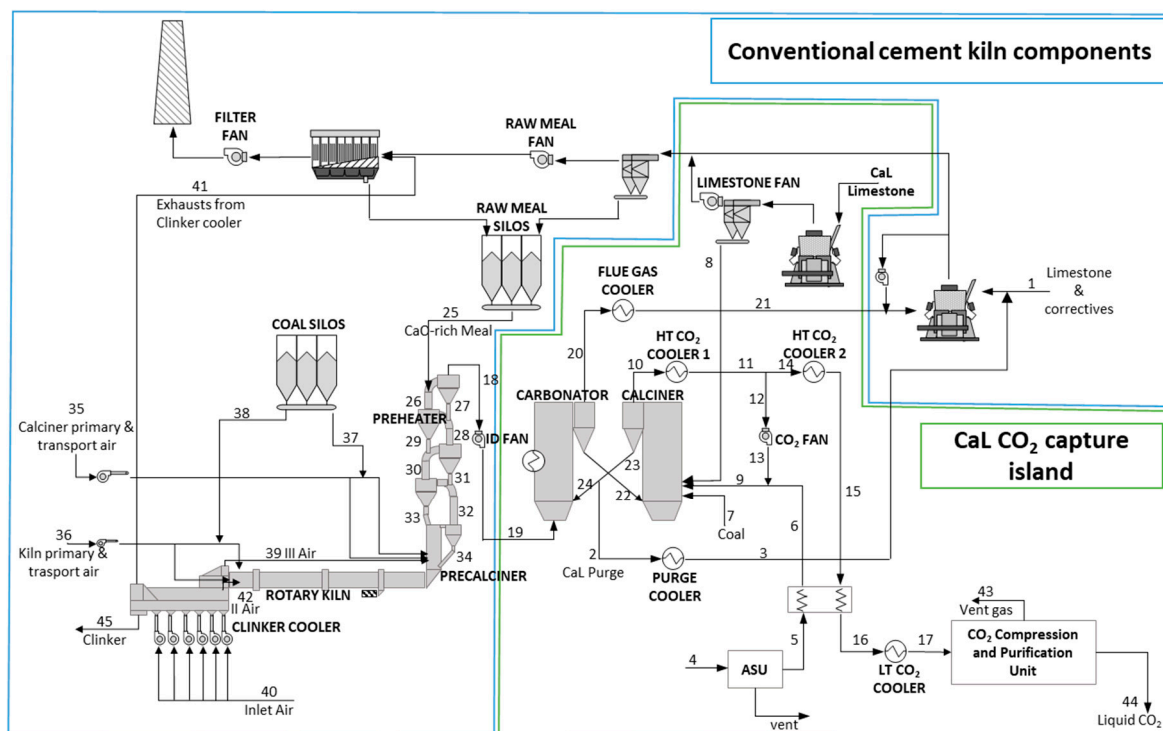 Conventional cement kiln components
FILTER
FAN
RAW MEAL
FAN
41
Exhausts from
Clinker cooler
RAW MEAL
SILOS
LIMESTONE FAN
CaL
Limestone
8
FLUE GAS
COOLER
21
1
Limestone
&
correctives
25
CaO-rich Meal
COAL SILOS
20
HT CO₂
COOLER 1
HT CO₂
COOLER 2
10
11
14
18
CARBONATOR
CALCINER
35
Calciner primary &
transport air
38
37
26
27
PREHEATER
28
29
ID FAN
30
31
12
CO₂ FAN
13
CaL CO₂ capture
island
23
24
22
9
15
36
Kiln primary &
trasport air
33
32
19
7
Coal
6
39 III Air
34
2
CaL Purge
3
PRECALCINER
PURGE
COOLER
42
II Air
ROTARY KILN
45
Clinker
CLINKER COOLER
43
Vent gas
5
16
17
CO₂ Compression
and Purification
Unit
4
ASU
LT CO₂
COOLER
40
Inlet Air
vent
44
Liquid CO₂